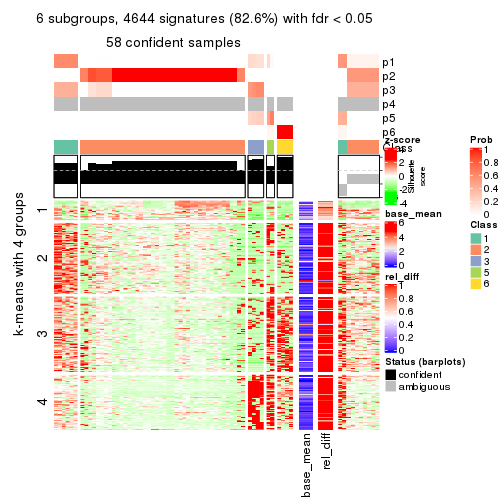 6 subgroups, 4644 signatures (82.6%) with fdr < 0.05
58 confident samples
p1
p2
p3
p4
p5
p6
Class
Silhouette
score
k-means with 4 groups
1
2
3
4
base_mean
rel_diff
z-score
4
2
0
-2
-4
base_mean
6
4
2
0
rel_diff
1
0.8
0.6
0.4
0.2
0
Status (barplots)
confident
ambiguous
Prob
1
0.8
0.6
0.4
0.2
0
Class
1
2
3
5
6